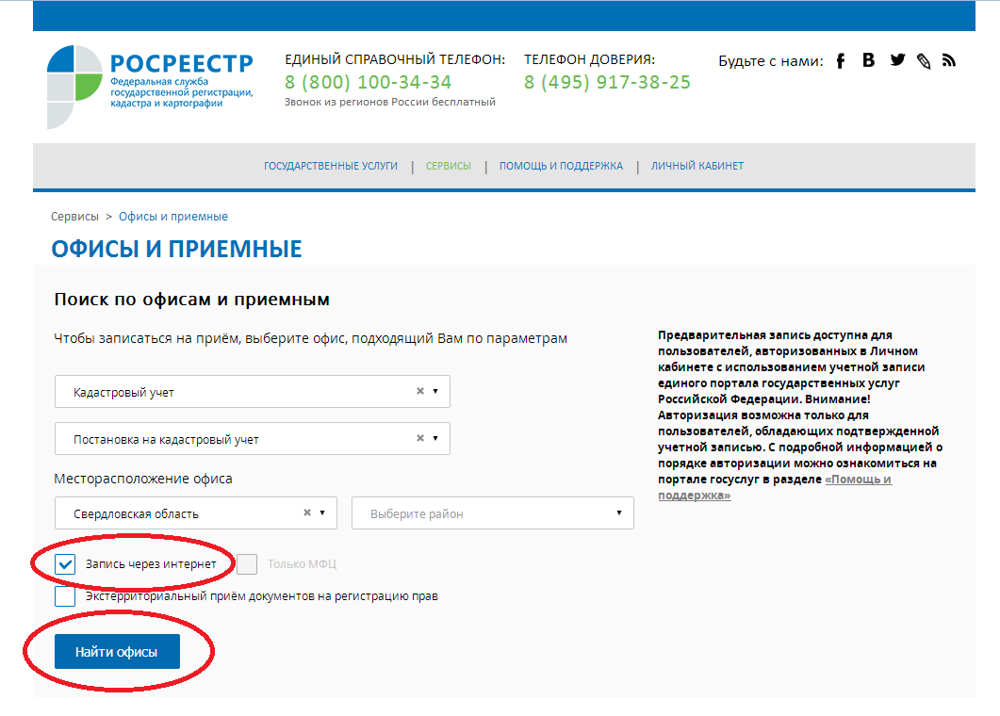 РОСРЕЕСТР
Федеральная служба
государственной регистрации,
кадастра и картографии
ЕДИНЫЙ СПРАВОЧНЫЙ ТЕЛЕФОН:
8 (800) 100-34-34
Звонок из регионов России бесплатный
ТЕЛЕФОН ДОВЕРИЯ:
8 (495) 917-38-25
Будьте с нами:
ГОСУДАРСТВЕННЫЕ УСЛУГИ | СЕРВИСЫ | ПОМОЩЬ И ПОДДЕРЖКА | ЛИЧНЫЙ КАБИНЕТ
Сервисы > Офисы и приемные
ОФИСЫ И ПРИЕМНЫЕ
Поиск по офисам и приемным
Чтобы записаться на приём, выберите офис, подходящий Вам по параметрам
Кадастровый учет
Постановка на кадастровый учет
Месторасположение офиса
Свердловская область
Выберите район
Запись через интернет
Только МФЦ
Экстерриториальный приём документов на регистрацию прав
Найти офисы
Предварительная запись доступна для
пользователей, авторизованных в Личном
кабинете с использованием учетной записи
единого портала государственных услуг
Российской Федерации. Внимание!
Авторизация возможна только для
пользователей, обладающих подтвержденной
учетной записью. С подробной информацией о
порядке авторизации можно ознакомиться на
портале госуслуг в разделе «Помощь и
поддержка»